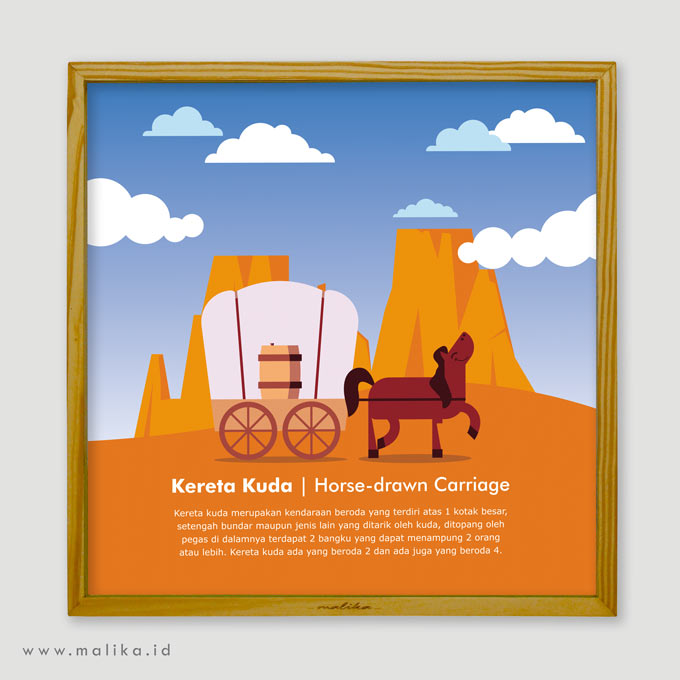 Kereta Kuda | Horse-drawn Carriage
Kereta kuda merupakan kendaraan beroda yang terdiri atas 1 kotak besar,
setengah bundar maupun jenis lain yang ditarik oleh kuda, ditopang oleh
pegas di dalamnya terdapat 2 bangku yang dapat menampung 2 orang
atau lebih. Kereta kuda ada yang beroda 2 dan ada juga yang beroda 4.
malika
www.malika.id